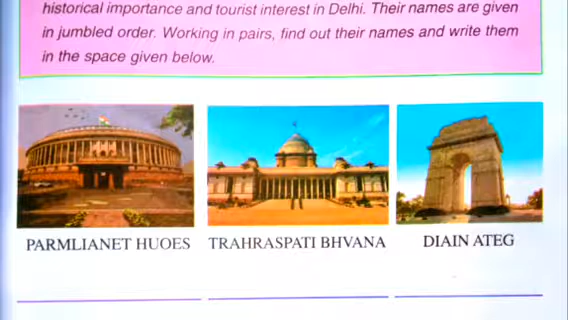 historical importance and tourist interest in Delhi. Their names are given
in jumbled order. Working in pairs, find out their names and write them
in the space given below.
PARMLIANET HUOES TRAHRASPATI BHVANA DIAIN ATEG